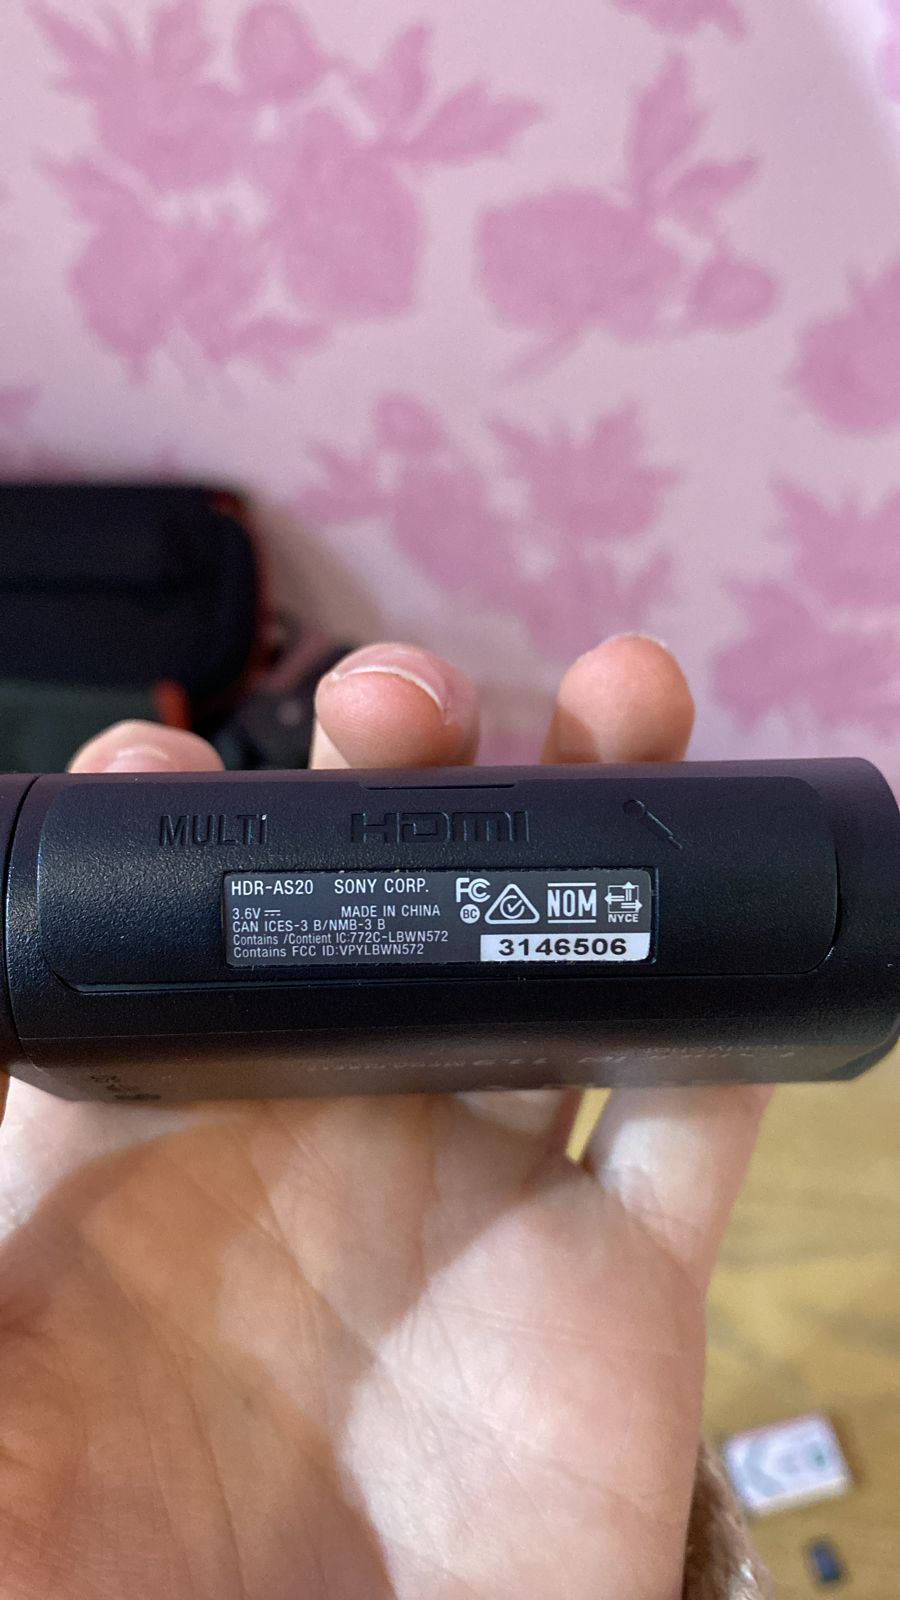 MULTI HDMI
HDR-AS20 SONY CORP.
3.6V⎓ MADE IN CHINA
CAN ICES-3 B/NMB-3 B
Contains /Contient IC:772C-LBWN572
Contains FCC ID:VPYLBWN572
FC
BC
NOM
NYCE
3146506